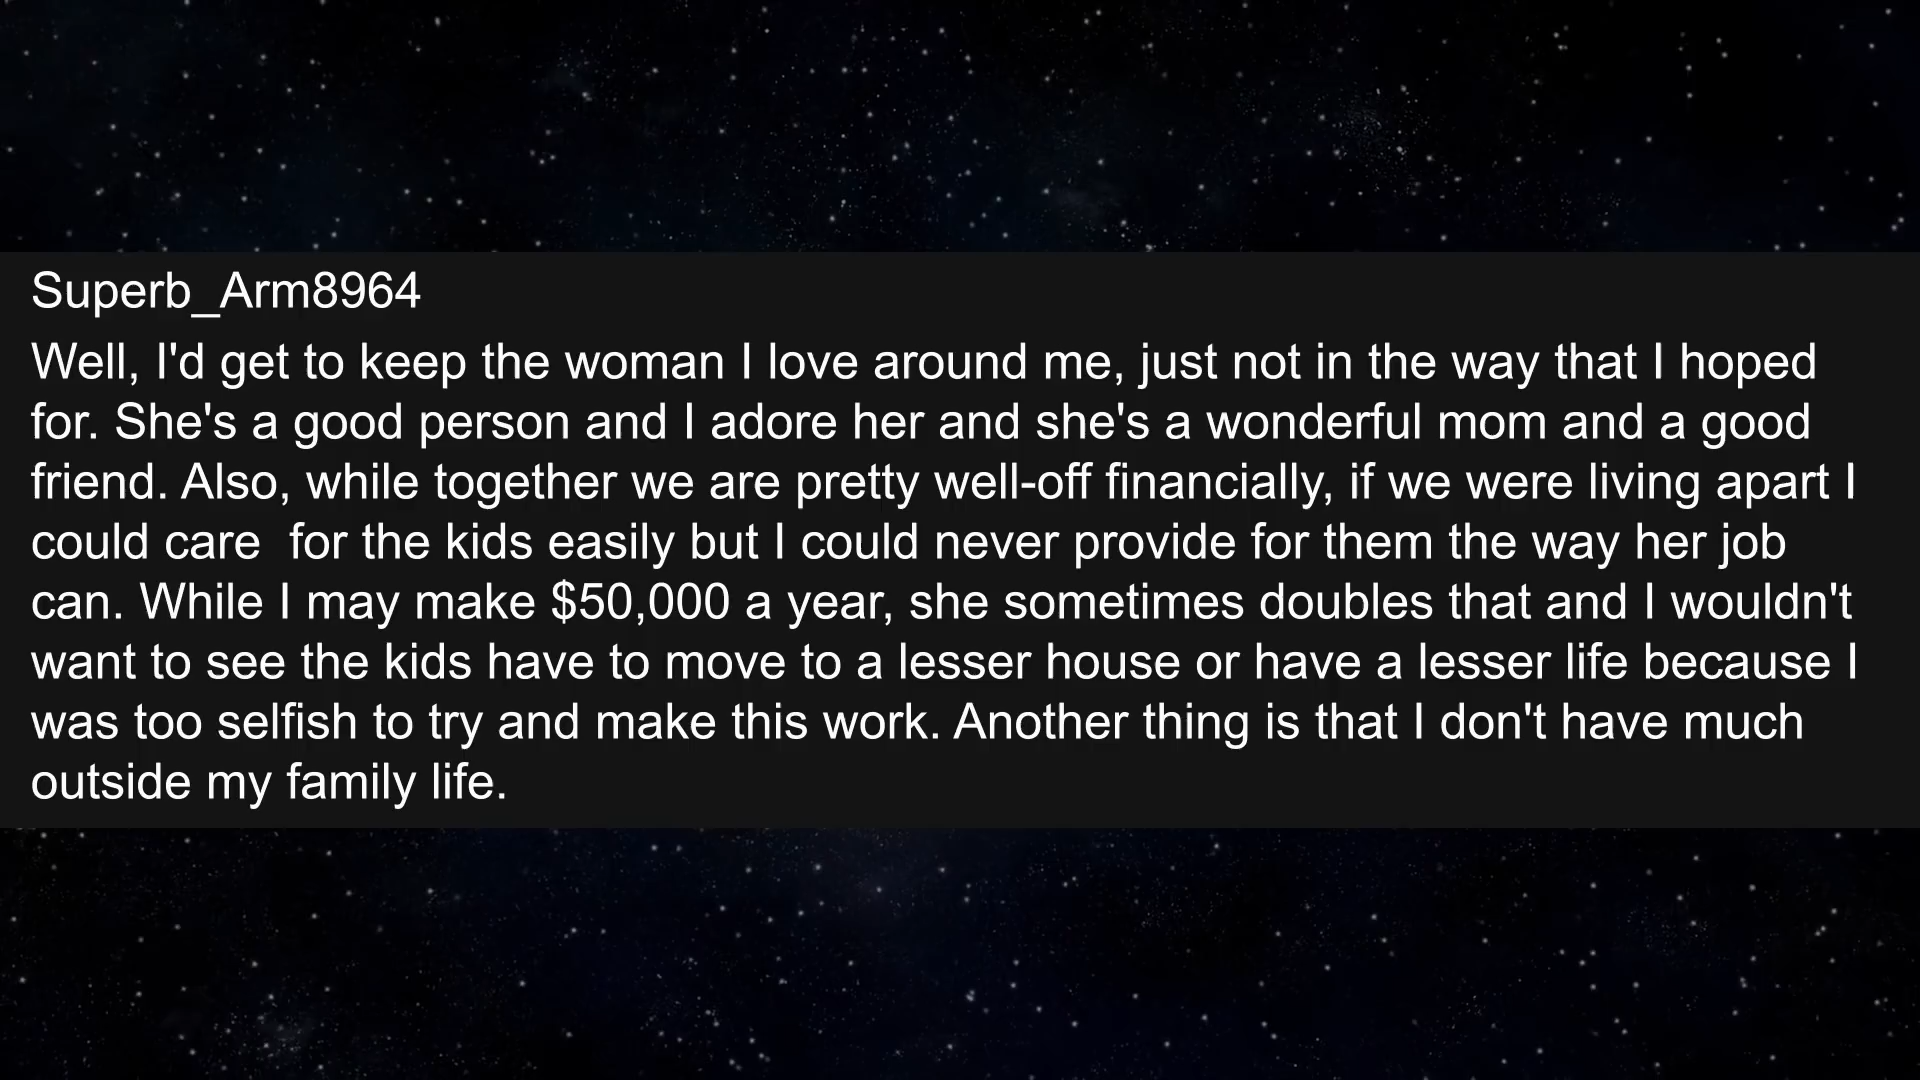 Superb_Arm8964
Well, I'd get to keep the woman I love around me, just not in the way that I hoped
for. She's a good person and I adore her and she's a wonderful mom and a good
friend. Also, while together we are pretty well-off financially, if we were living apart I
could care  for the kids easily but I could never provide for them the way her job
can. While I may make $50,000 a year, she sometimes doubles that and I wouldn't
want to see the kids have to move to a lesser house or have a lesser life because I
was too selfish to try and make this work. Another thing is that I don't have much
outside my family life.